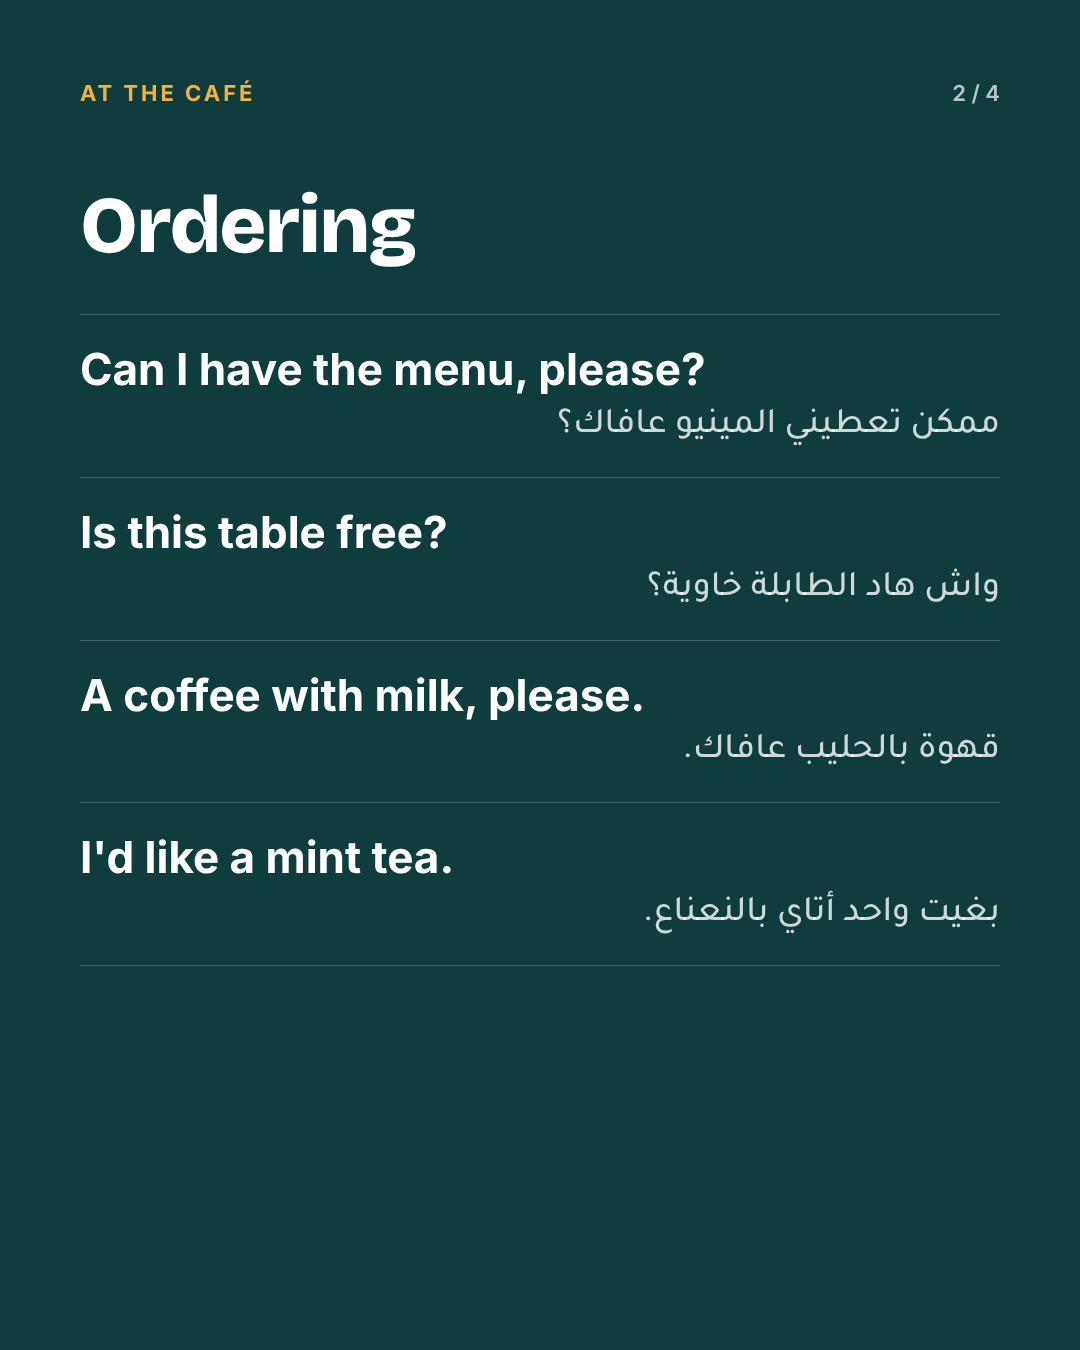 AT THE CAFÉ
2 / 4
Ordering
Can I have the menu, please?
ممكن تعطيني المينيو عافاك؟
Is this table free?
واش هاد الطابلة خاوية؟
A coffee with milk, please.
قهوة بالحليب عافاك.
I'd like a mint tea.
بغيت واحد أتاي بالنعناع.